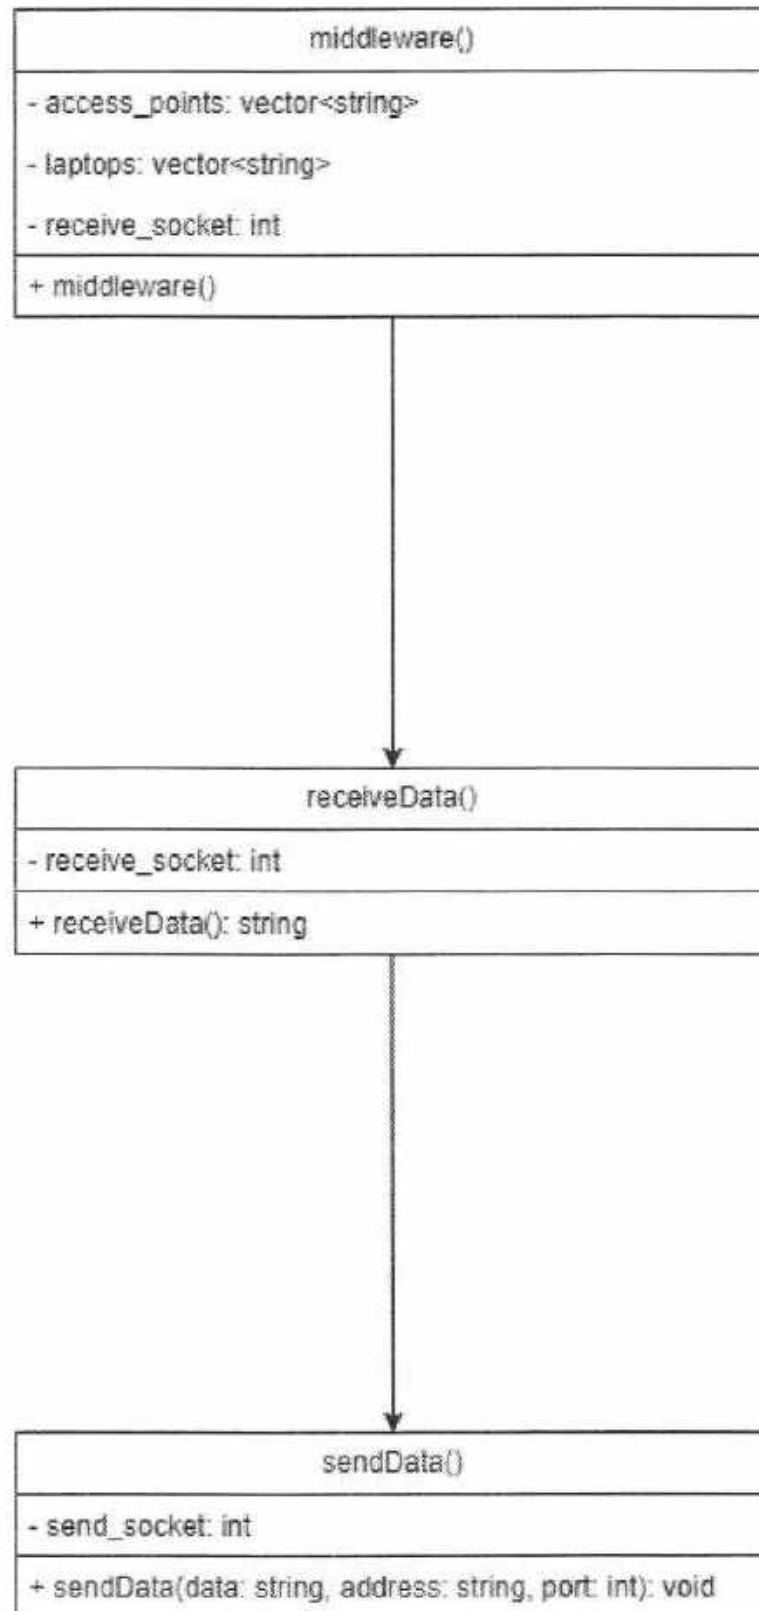 middleware()
- access_points: vector<string>
- laptops: vector<string>
- receive_socket: int
+ middleware()
receiveData()
- receive_socket: int
+ receiveData(): string
sendData()
- send_socket: int
+ sendData(data: string, address: string, port: int): void